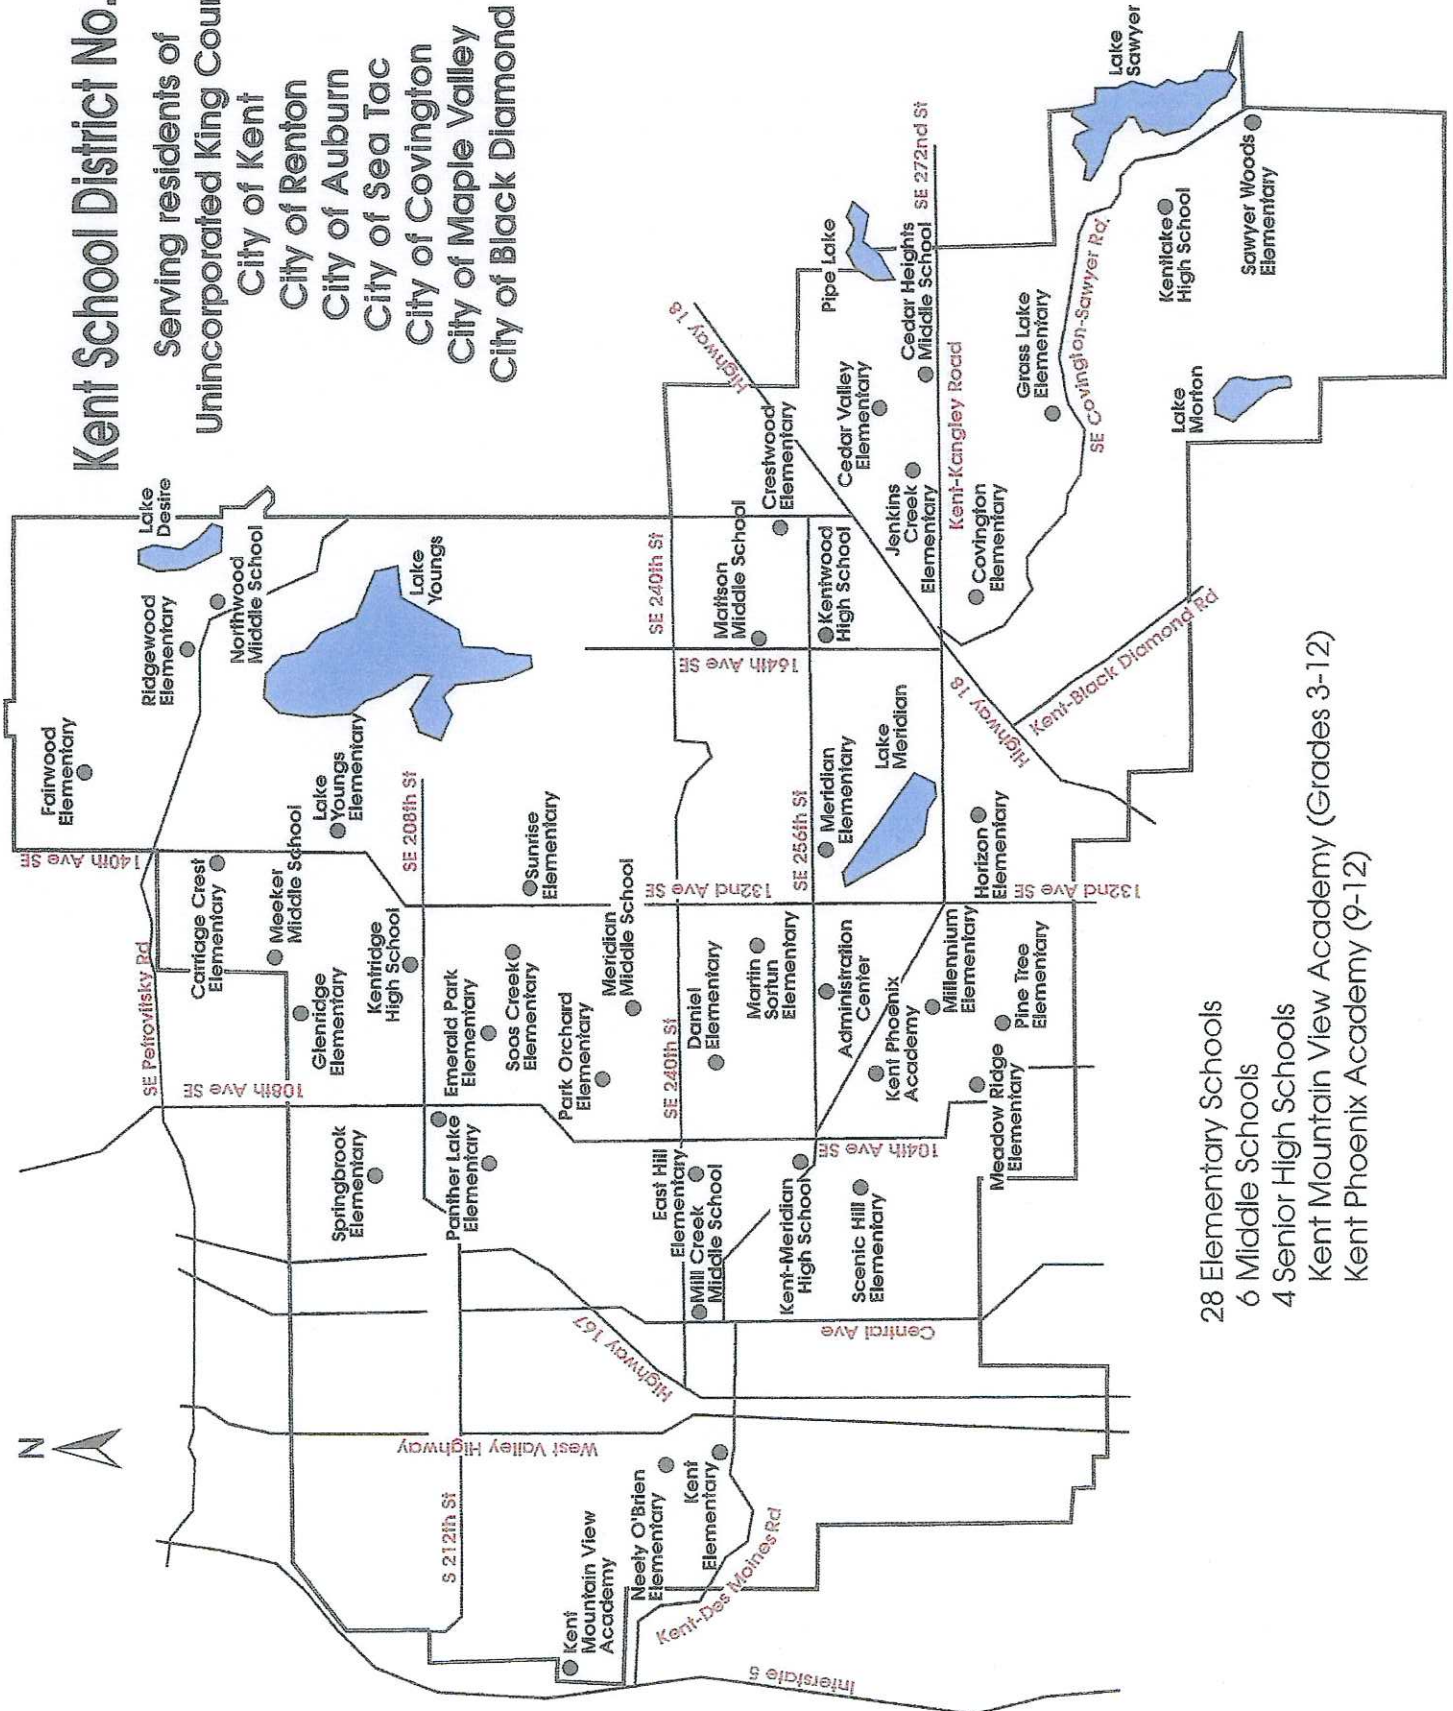 Kent School District No.
Serving residents of
Unincorporated King
City of Kent
City of Renton
City of Auburn
City of Sea Tac
City of Covington
City of Maple Valley
City of Black Diamond
N
Fairwood
Elementary
Lake
Desire
Ridgewood
Elementary
Northwood
Middle School
140th Ave SE
SE Petrovitsky Rd
Carriage Crest
Elementary
Meeker
Middle School
Lake
Youngs
Elementary
Lake
Youngs
108th Ave SE
Glenridge
Elementary
Kentridge
High School
SE 208th St
Springbrook
Elementary
Panther Lake
Elementary
Emerald Park
Elementary
Soos Creek
Elementary
Sunrise
Elementary
S 212th St
West Valley Highway
Highway 167
Park Orchard
Elementary
Meridian
Middle School
132nd Ave SE
SE 240th St
SE 240th St
164th Ave SE
Mattson
Middle School
Crestwood
Elementary
Highway 18
Kent
Mountain View
Academy
Neely O'Brien
Elementary
Kent
Elementary
Kent-Des Moines Rd
Interstate 5
East Hill
Elementary
Mill Creek
Middle School
Daniel
Elementary
Martin
Sortun
Elementary
SE 256th St
Kentwood
High School
Meridian
Elementary
Lake
Meridian
Kent-Meridian
High School
104th Ave SE
Administration
Center
Kent Phoenix
Academy
Scenic Hill
Elementary
Central Ave
Millennium
Elementary
Horizon
Elementary
132nd Ave SE
Pine Tree
Elementary
Meadow Ridge
Elementary
Pipe Lake
Cedar Valley
Elementary
Cedar Heights
Middle School
SE 272nd St
Jenkins
Creek
Elementary
Kent-Kangley Road
Covington
Elementary
Highway 18
Kent-Black Diamond Rd
Grass Lake
Elementary
SE Covington-Sawyer Rd.
Lake
Sawyer
Kentlake
High School
Sawyer Woods
Elementary
Lake
Morton
28 Elementary Schools
6 Middle Schools
4 Senior High Schools
Kent Mountain View Academy (Grades 3-12)
Kent Phoenix Academy (9-12)